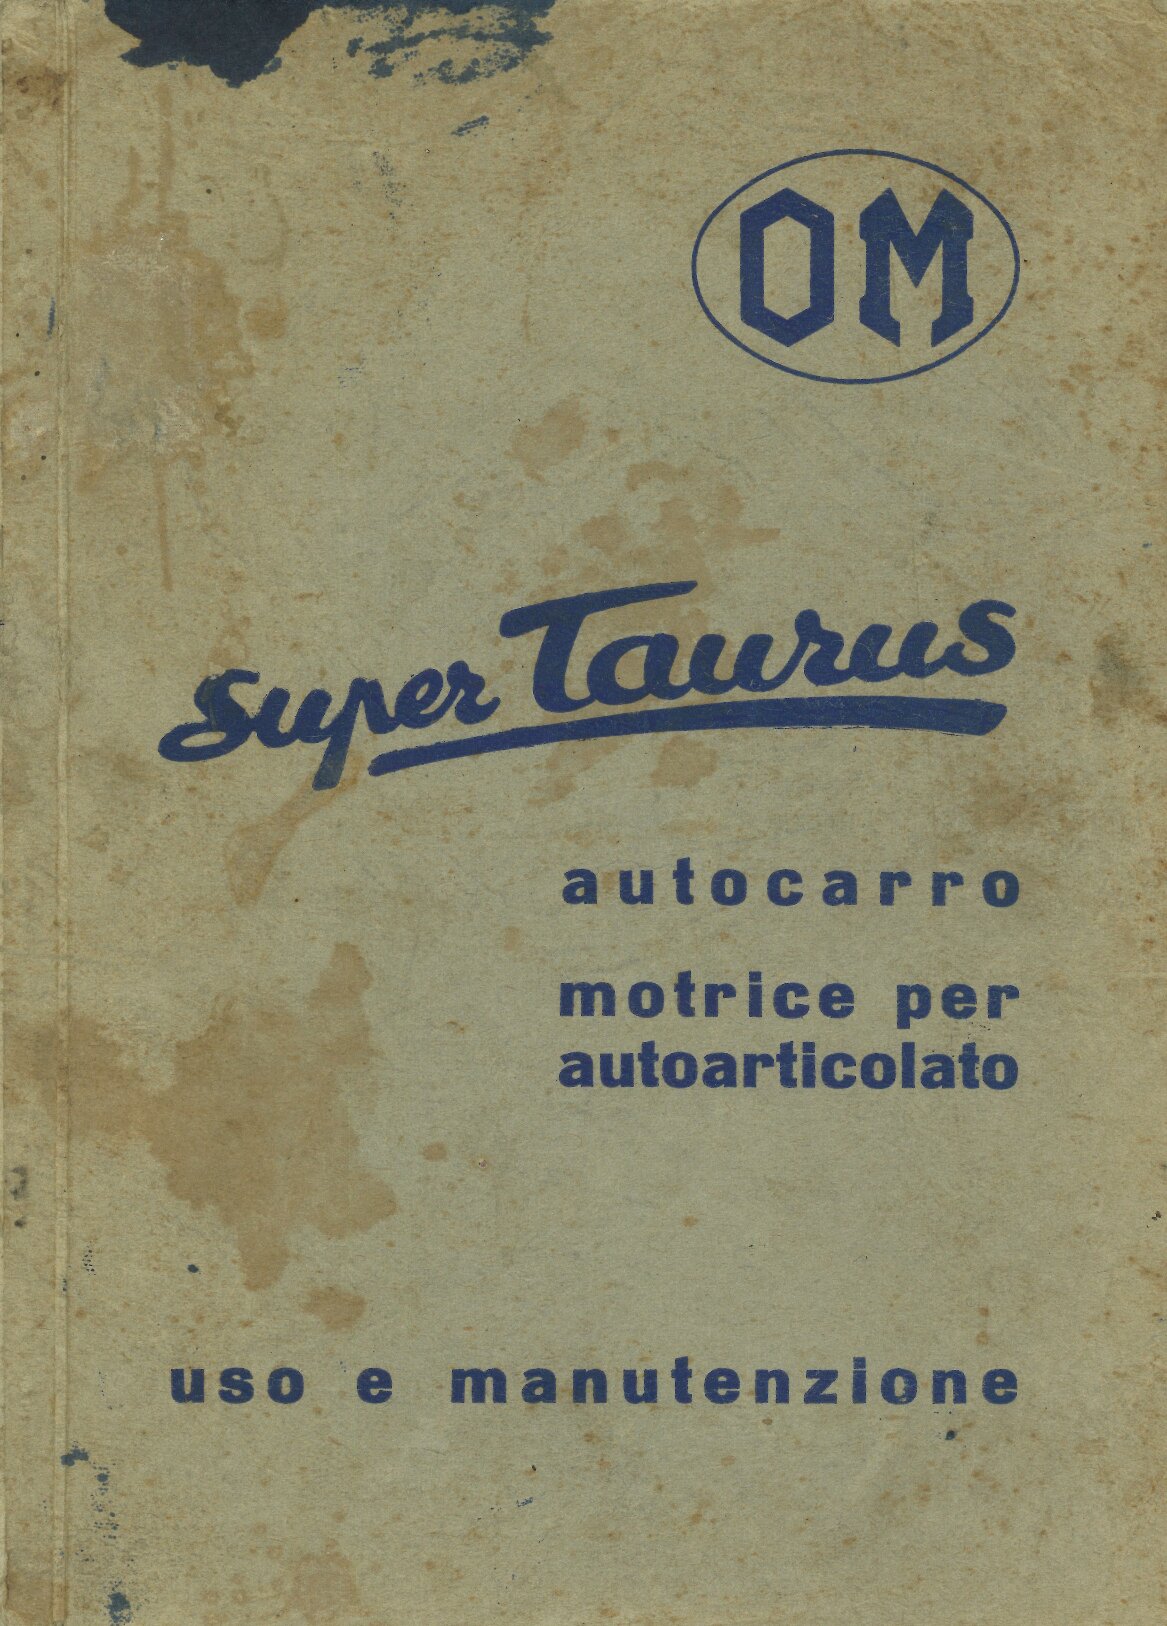 OM
super Taurus
autocarro
motrice per
autoarticolato
uso e manutenzione